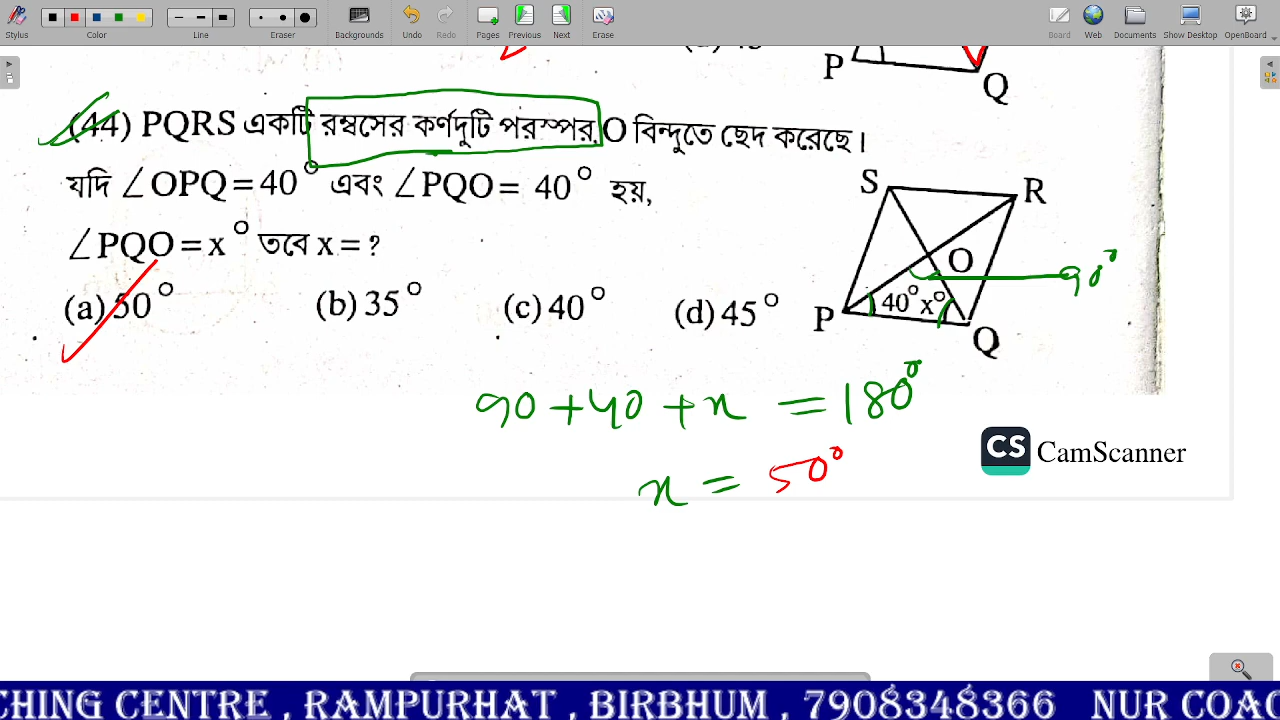 Stylus Color Line Eraser Backgrounds Undo Redo Pages Previous Next Erase Board Web Documents Show Desktop OpenBoard
P
Q
(44) PQRS একটি রম্বসের কর্ণদুটি পরস্পর O বিন্দুতে ছেদ করেছে।
যদি ∠OPQ = 40° এবং ∠PQO = 40° হয়,
∠PQO = x° তবে x = ?
(a) 50° (b) 35° (c) 40° (d) 45°
S
R
O
90°
40° x°
P
Q
90 + 40 + x = 180°
x = 50°
CS CamScanner
CHING CENTRE , RAMPURHAT , BIRBHUM , 7908348366 NUR COAC